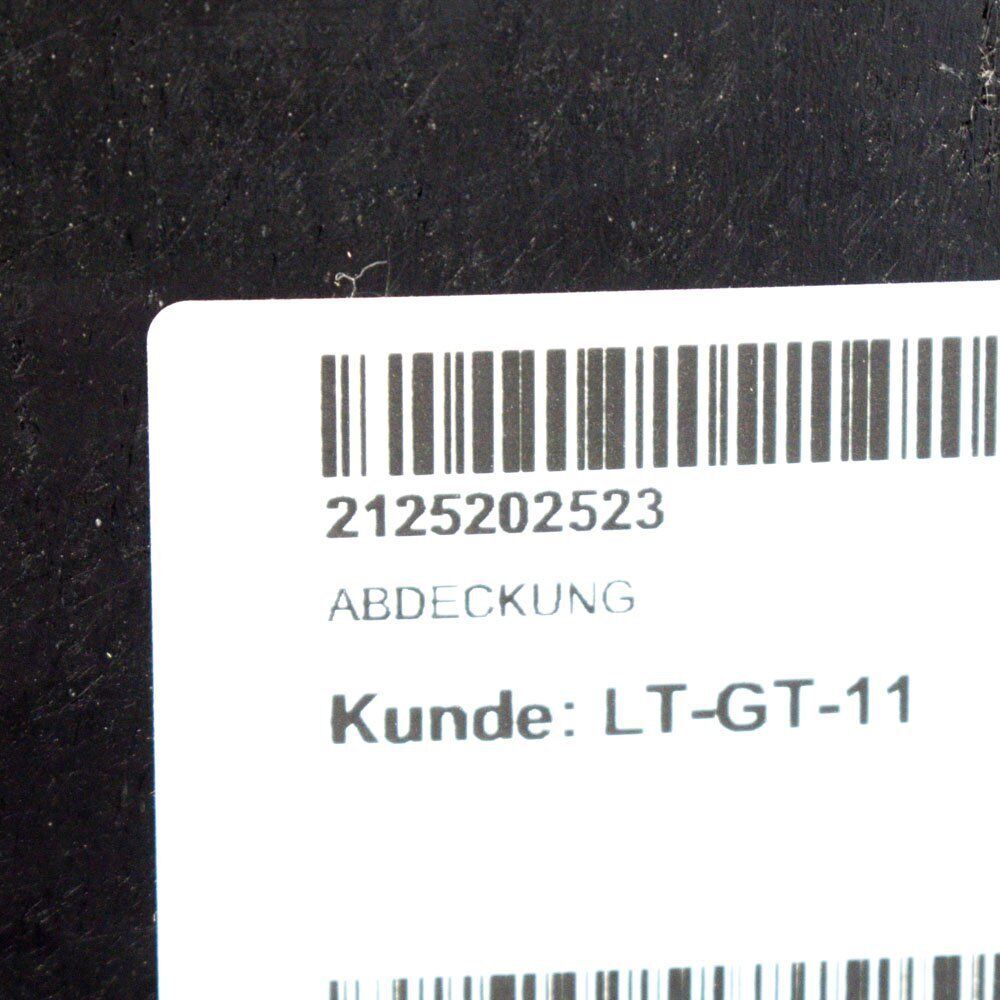 2125202523
ABDECKUNG
Kunde: LT-GT-11